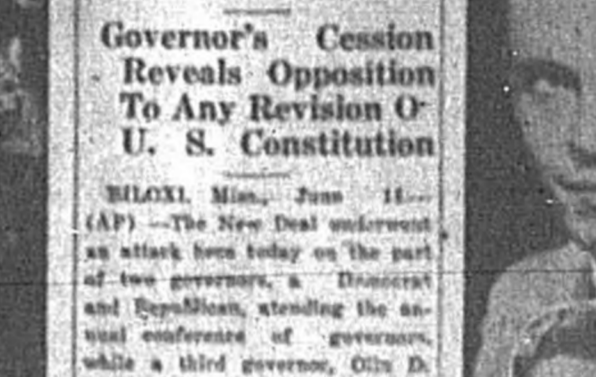 Governor's Cession
Reveals Opposition
To Any Revision O
U. S. Constitution
BILOXI, Miss., June
(AP) —The New Deal underwent
an attack here today on the part
of two governors, a Democrat
and Republican, atending the an-
nual conference of governors,
while a third governor, Olin D.